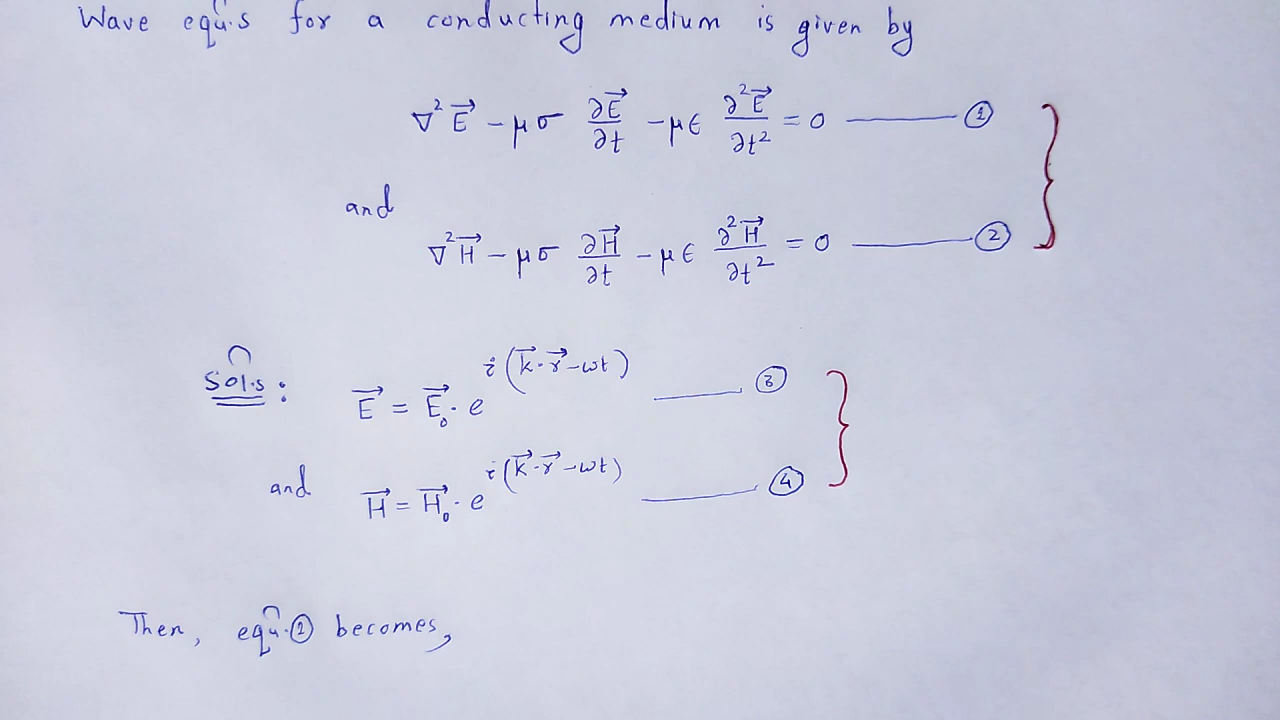 Wave equ.s for a conducting medium is given by
∇²E⃗ − μσ ∂E⃗/∂t − μϵ ∂²E⃗/∂t² = 0 —— ①
and
∇²H⃗ − μσ ∂H⃗/∂t − μϵ ∂²H⃗/∂t² = 0 —— ②
Sol.s : E⃗ = E⃗₀ · e^{i(k⃗·r⃗−ωt)} —— ③
and H⃗ = H⃗₀ · e^{i(k⃗·r⃗−ωt)} —— ④
Then, equ.① becomes,